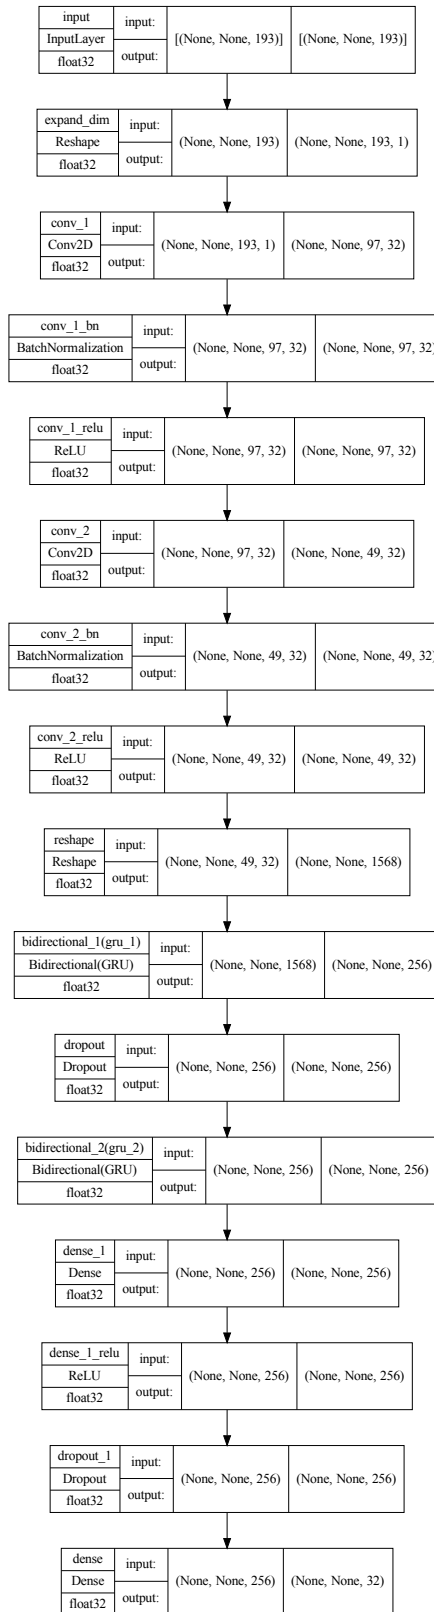 input
InputLayer
float32
input:
output:
[(None, None, 193)]
[(None, None, 193)]
expand_dim
Reshape
float32
input:
output:
(None, None, 193)
(None, None, 193, 1)
conv_1
Conv2D
float32
input:
output:
(None, None, 193, 1)
(None, None, 97, 32)
conv_1_bn
BatchNormalization
float32
input:
output:
(None, None, 97, 32)
(None, None, 97, 32)
conv_1_relu
ReLU
float32
input:
output:
(None, None, 97, 32)
(None, None, 97, 32)
conv_2
Conv2D
float32
input:
output:
(None, None, 97, 32)
(None, None, 49, 32)
conv_2_bn
BatchNormalization
float32
input:
output:
(None, None, 49, 32)
(None, None, 49, 32)
conv_2_relu
ReLU
float32
input:
output:
(None, None, 49, 32)
(None, None, 49, 32)
reshape
Reshape
float32
input:
output:
(None, None, 49, 32)
(None, None, 1568)
bidirectional_1(gru_1)
Bidirectional(GRU)
float32
input:
output:
(None, None, 1568)
(None, None, 256)
dropout
Dropout
float32
input:
output:
(None, None, 256)
(None, None, 256)
bidirectional_2(gru_2)
Bidirectional(GRU)
float32
input:
output:
(None, None, 256)
(None, None, 256)
dense_1
Dense
float32
input:
output:
(None, None, 256)
(None, None, 256)
dense_1_relu
ReLU
float32
input:
output:
(None, None, 256)
(None, None, 256)
dropout_1
Dropout
float32
input:
output:
(None, None, 256)
(None, None, 256)
dense
Dense
float32
input:
output:
(None, None, 256)
(None, None, 32)